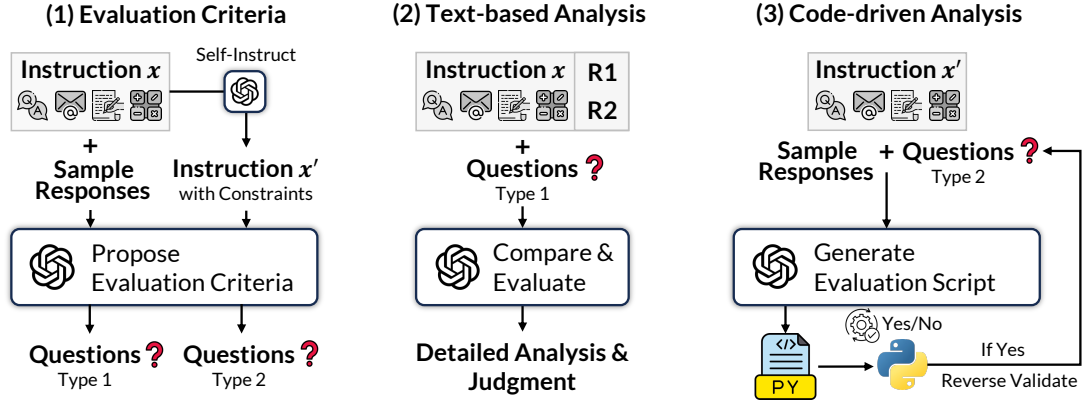 (1) Evaluation Criteria
Self-Instruct
Instruction x
Q
A
+
Sample
Responses
Instruction x′
with Constraints
Propose
Evaluation Criteria
Questions ?
Type 1
Questions ?
Type 2
(2) Text-based Analysis
Instruction x
R1
R2
Q
A
+
Questions ?
Type 1
Compare &
Evaluate
Detailed Analysis &
Judgment
(3) Code-driven Analysis
Instruction x′
Q
A
Sample
Responses
+ Questions ?
Type 2
Generate
Evaluation Script
</>
PY
Yes/No
If Yes
Reverse Validate